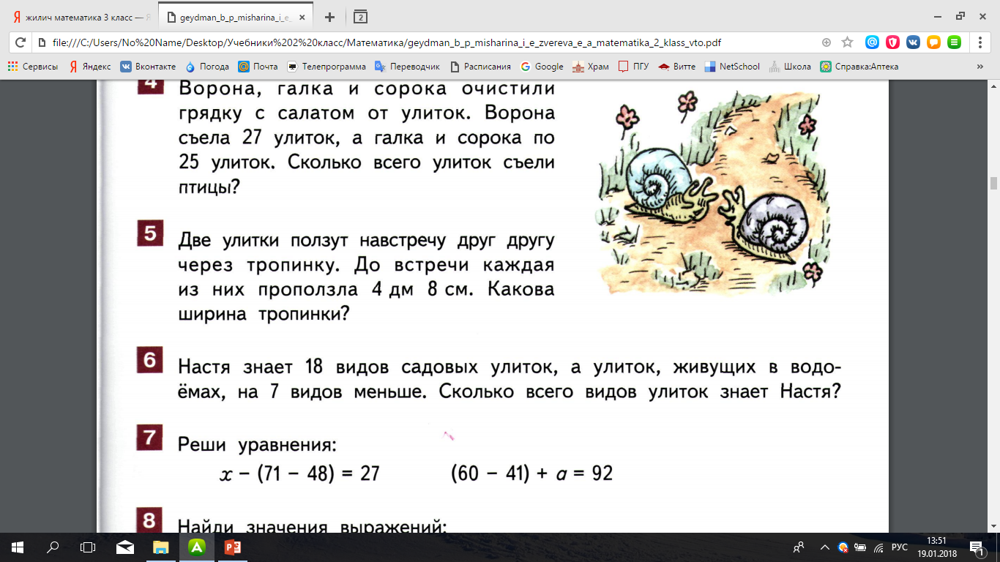 жилич математика 3 класс —
geydman_b_p_misharina_i_e_
2
file:///C:/Users/No%20Name/Desktop/Учебники%202%20класс/Математика/geydman_b_p_misharina_i_e_zvereva_e_a_matematika_2_klass_vto.pdf
Сервисы Яндекс Вконтакте Погода Почта Телепрограмма Переводчик Расписания Google Храм ПГУ Витте NetSchool Школа Справка:Аптека »
4 Ворона, галка и сорока очистили
грядку с салатом от улиток. Ворона
съела 27 улиток, а галка и сорока по
25 улиток. Сколько всего улиток съели
птицы?
5 Две улитки ползут навстречу друг другу
через тропинку. До встречи каждая
из них проползла 4 дм 8 см. Какова
ширина тропинки?
6 Настя знает 18 видов садовых улиток, а улиток, живущих в водо-
ёмах, на 7 видов меньше. Сколько всего видов улиток знает Настя?
7 Реши уравнения:
x − (71 − 48) = 27 (60 − 41) + a = 92
8 Найди значения выражений:
РУС
13:51
19.01.2018
1